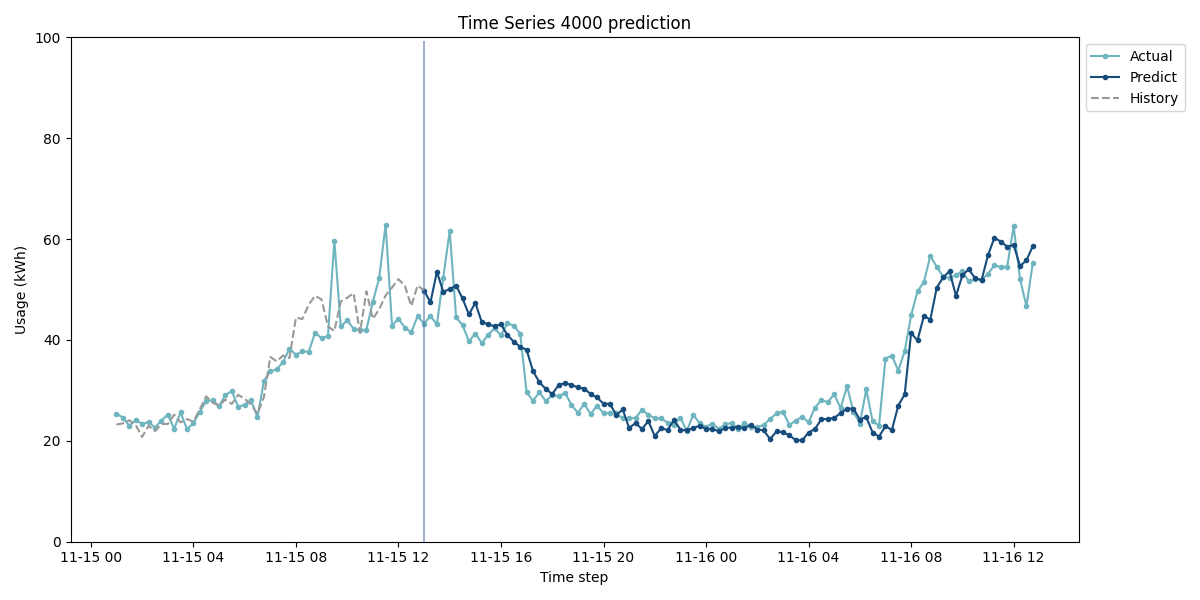 Time Series 4000 prediction
100
80
60
40
20
0
Usage (kWh)
11-15 00
11-15 04
11-15 08
11-15 12
11-15 16
11-15 20
11-16 00
11-16 04
11-16 08
11-16 12
Time step
Actual
Predict
History